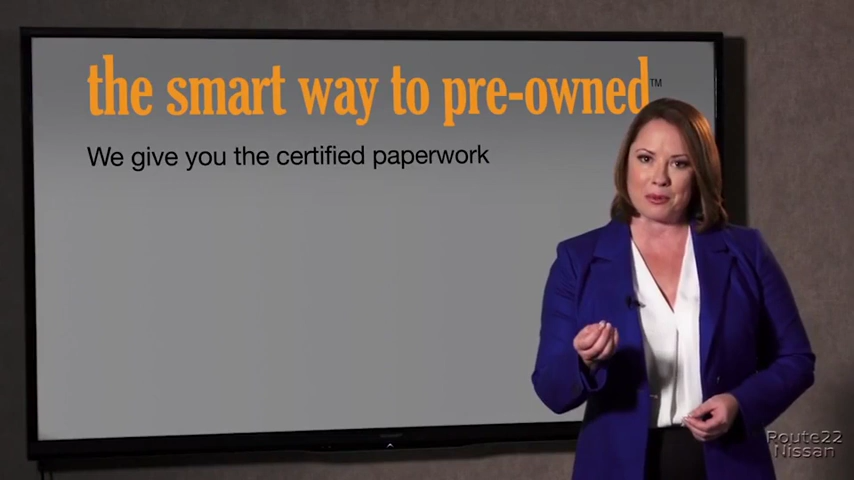 the smart way to pre-owned™
We give you the certified paperwork
Route22
Nissan